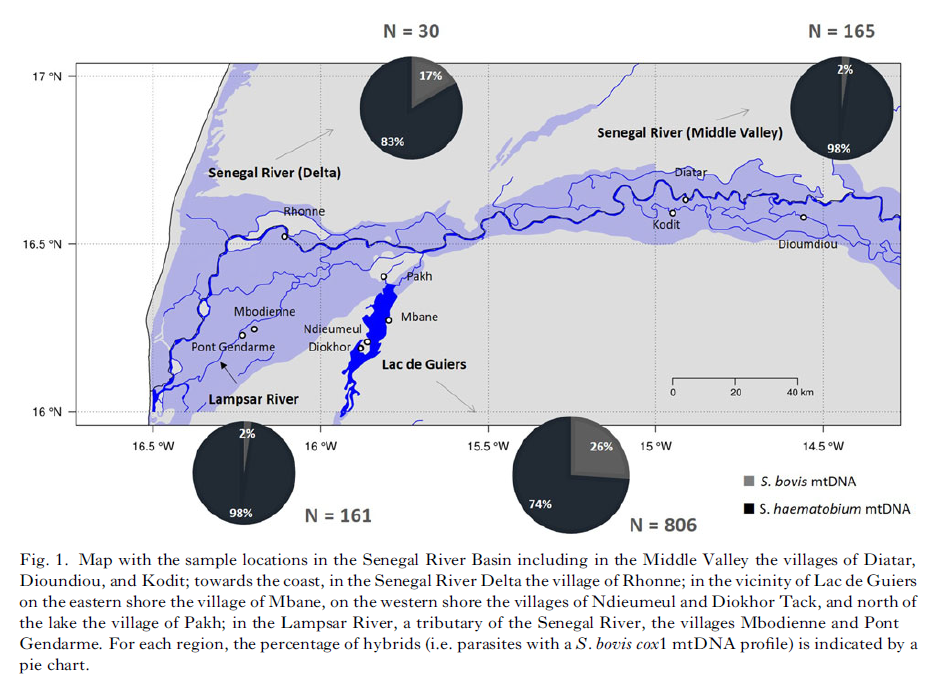 N = 30
N = 165
17 °N
17%
83%
2%
98%
Senegal River (Middle Valley)
Senegal River (Delta)
Diatar
Rhonne
Kodit
Dioumdiou
16.5 °N
Pakh
Mbodienne
Mbane
Ndieumeul
Pont Gendarme
Diokhor
Lac de Guiers
Lampsar River
0 20 40 km
16 °N
16.5 °W
16 °W
15.5 °W
15 °W
14.5 °W
2%
98%
N = 161
26%
74%
N = 806
S. bovis mtDNA
S. haematobium mtDNA
Fig. 1. Map with the sample locations in the Senegal River Basin including in the Middle Valley the villages of Diatar,
Dioundiou, and Kodit; towards the coast, in the Senegal River Delta the village of Rhonne; in the vicinity of Lac de Guiers
on the eastern shore the village of Mbane, on the western shore the villages of Ndieumeul and Diokhor Tack, and north of
the lake the village of Pakh; in the Lampsar River, a tributary of the Senegal River, the villages Mbodienne and Pont
Gendarme. For each region, the percentage of hybrids (i.e. parasites with a S. bovis cox1 mtDNA profile) is indicated by a
pie chart.